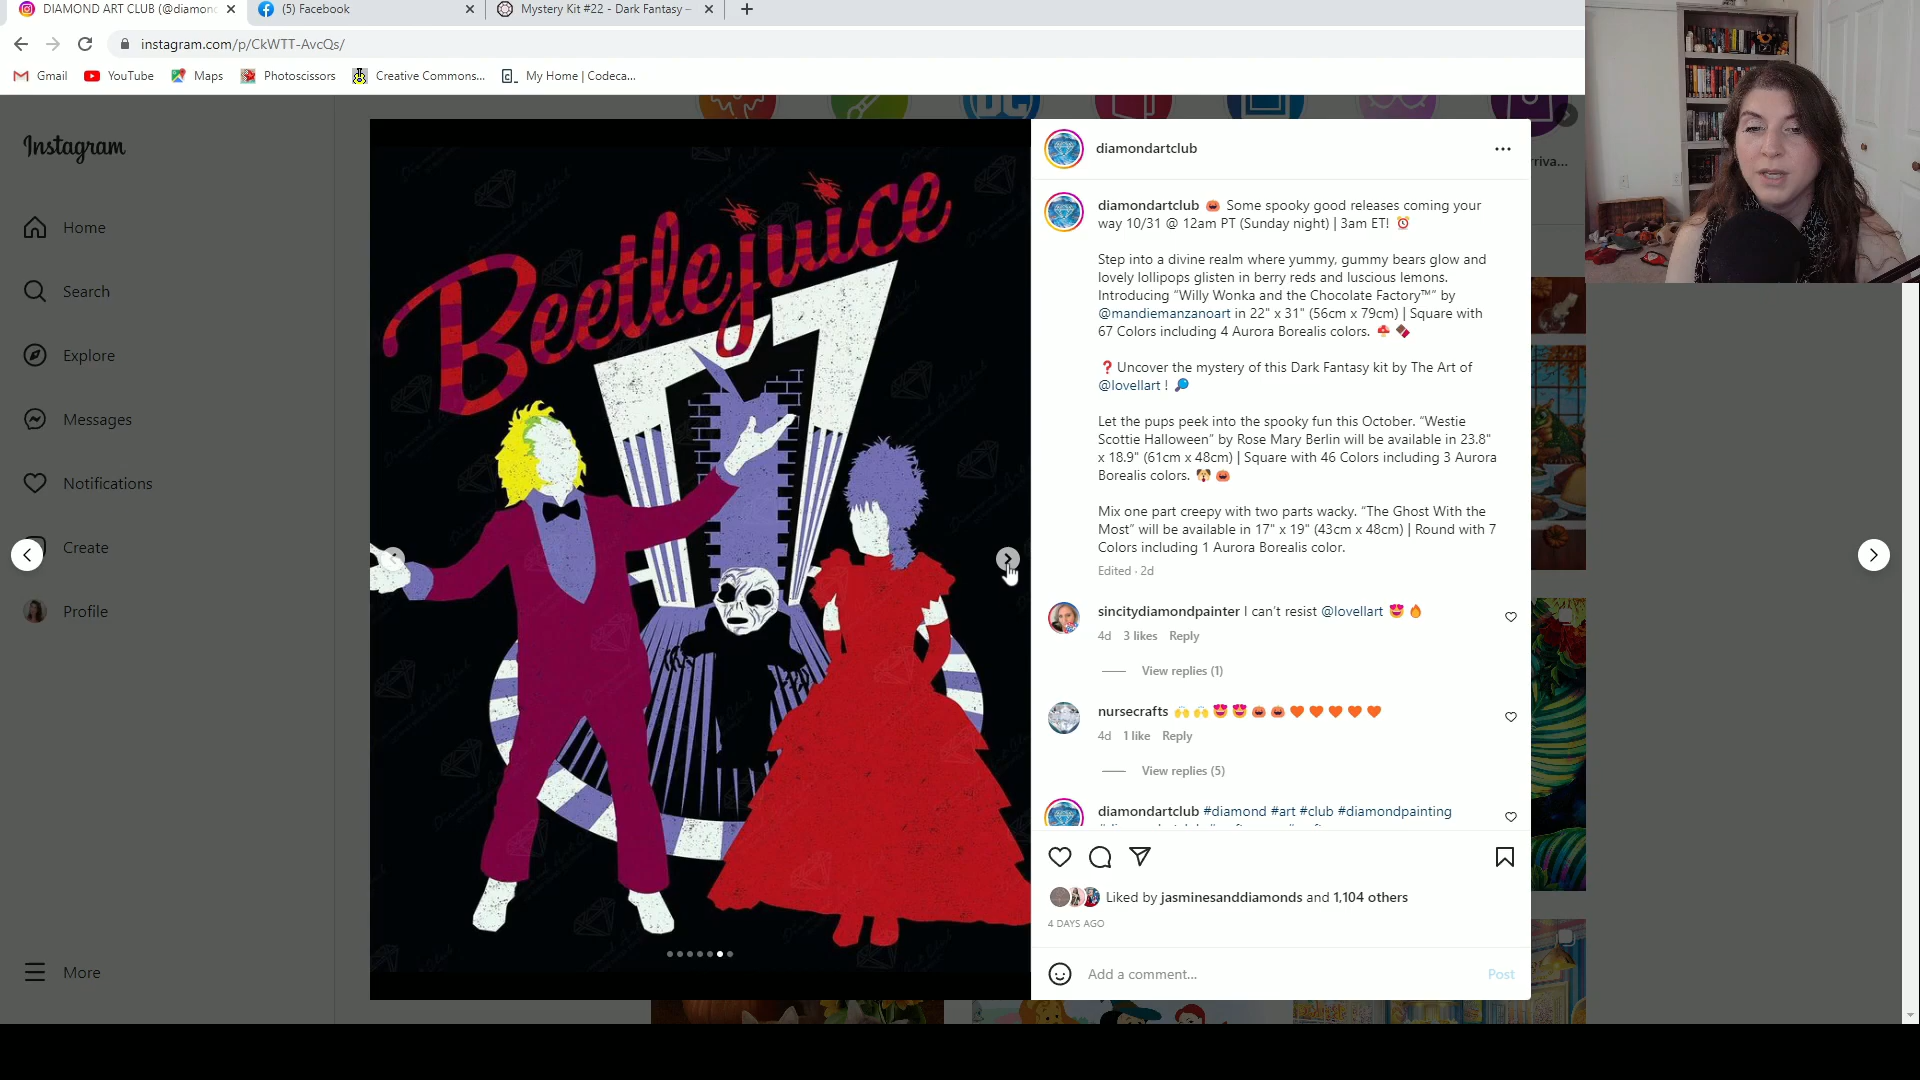 DIAMOND ART CLUB (@diamon
(5) Facebook
Mystery Kit #22 - Dark Fantasy –
instagram.com/p/CkWTT-AvcQs/
Gmail
YouTube
Maps
Photoscissors
Creative Commons...
My Home | Codeca...
Instagram
Home
Search
Explore
Messages
Notifications
Create
Profile
More
Beetlejuice
diamondartclub
rriva...
diamondartclub 🎃 Some spooky good releases coming your
way 10/31 @ 12am PT (Sunday night) | 3am ET! ⏰
Step into a divine realm where yummy, gummy bears glow and
lovely lollipops glisten in berry reds and luscious lemons.
Introducing “Willy Wonka and the Chocolate Factory™” by
@mandiemanzanoart in 22" x 31" (56cm x 79cm) | Square with
67 Colors including 4 Aurora Borealis colors. 🍄 🍫
❓ Uncover the mystery of this Dark Fantasy kit by The Art of
@lovellart ! 🔎
Let the pups peek into the spooky fun this October. “Westie
Scottie Halloween” by Rose Mary Berlin will be available in 23.8"
x 18.9" (61cm x 48cm) | Square with 46 Colors including 3 Aurora
Borealis colors. 🐶 🎃
Mix one part creepy with two parts wacky. “The Ghost With the
Most” will be available in 17" x 19" (43cm x 48cm) | Round with 7
Colors including 1 Aurora Borealis color.
Edited · 2d
sincitydiamondpainter I can't resist @lovellart 😍 🔥
4d 3 likes Reply
View replies (1)
nursecrafts 🙌 🙌 😍 😍 🎃 🎃 🧡 🧡 🧡 🧡 🧡
4d 1 like Reply
View replies (5)
diamondartclub #diamond #art #club #diamondpainting
Liked by jasminesanddiamonds and 1,104 others
4 DAYS AGO
Add a comment...
Post